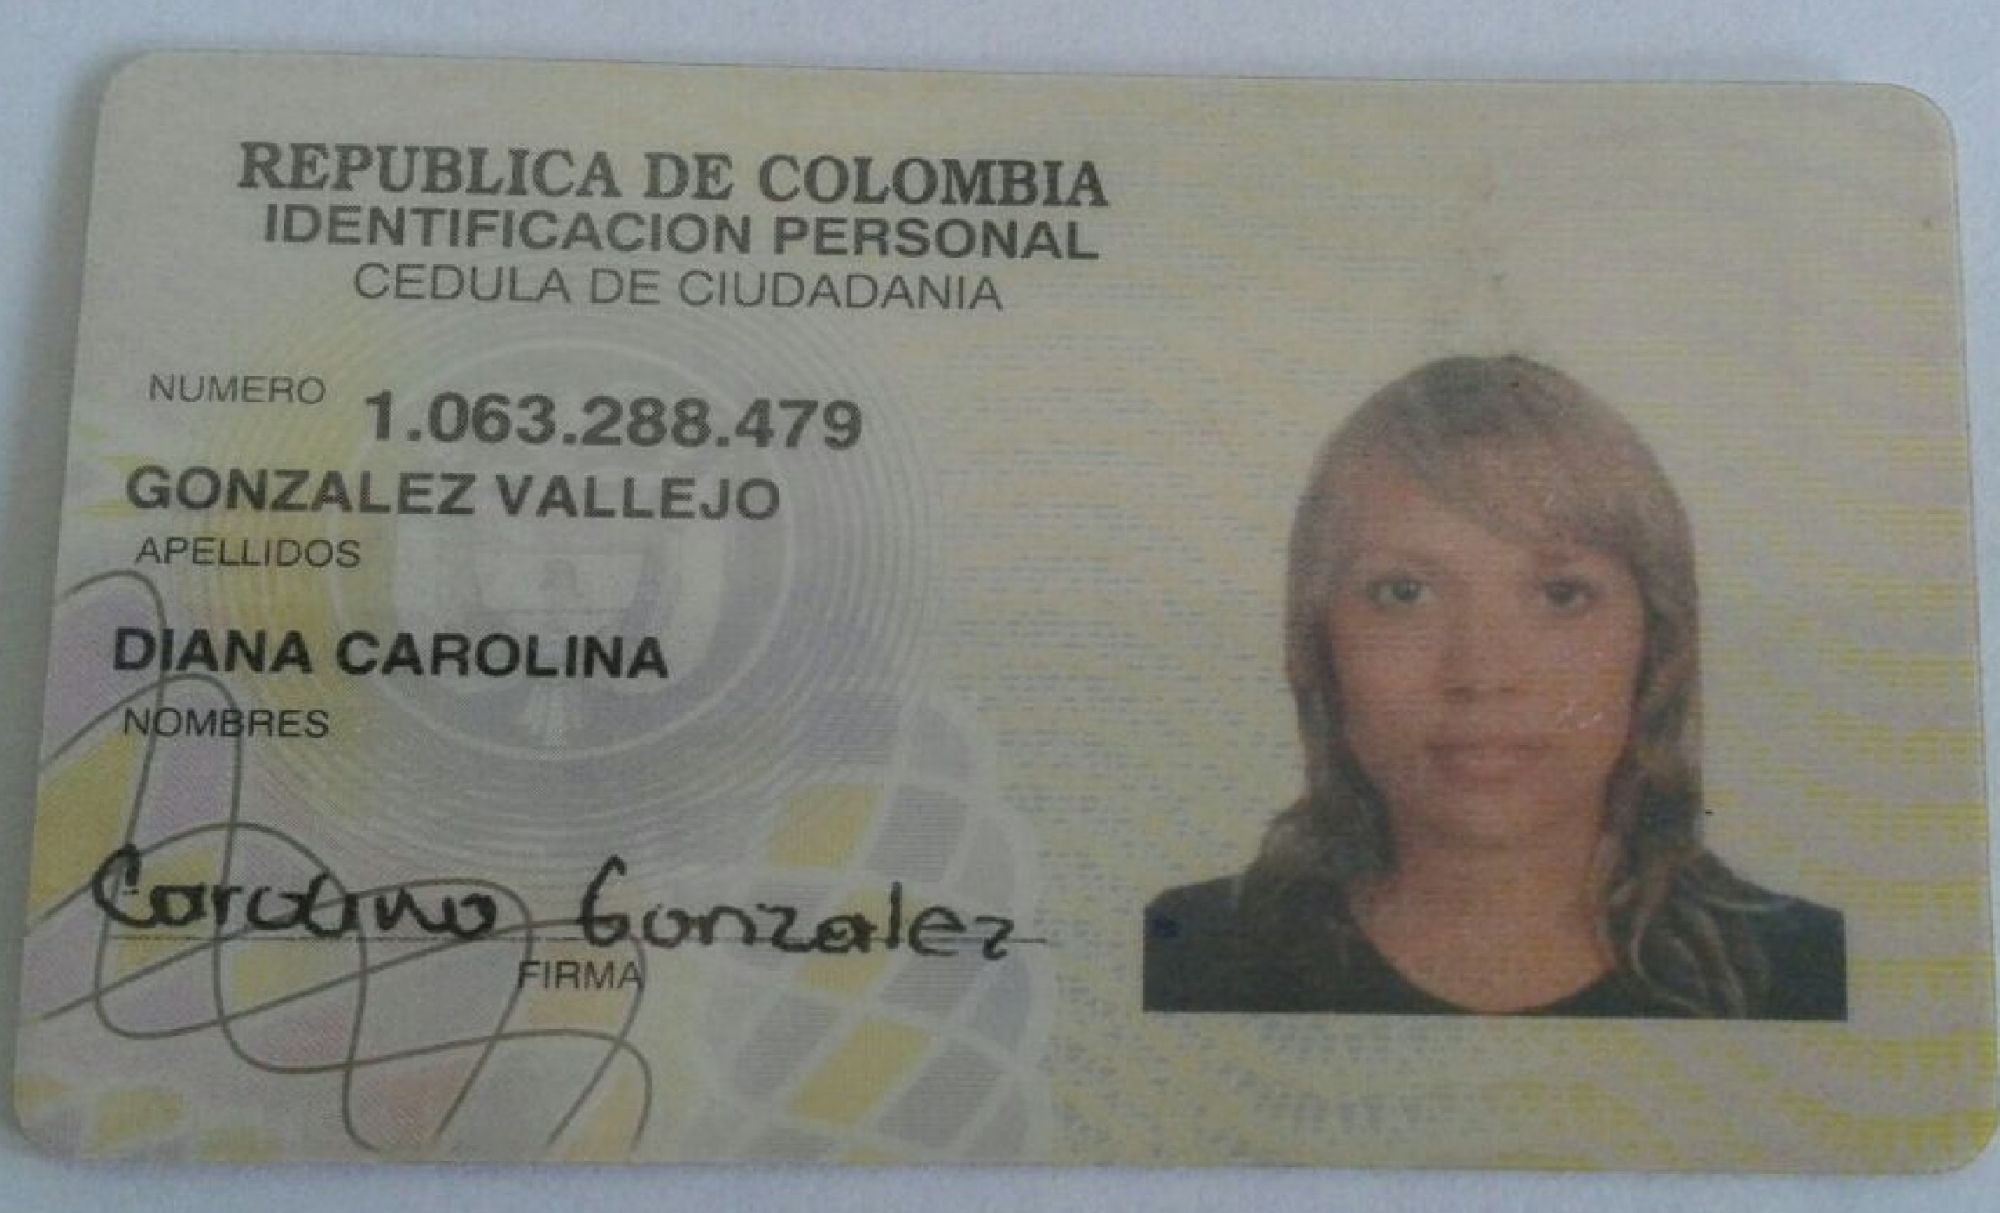 REPUBLICA DE COLOMBIA
IDENTIFICACION PERSONAL
CEDULA DE CIUDADANIA
NUMERO 1.063.288.479
GONZALEZ VALLEJO
APELLIDOS
DIANA CAROLINA
NOMBRES
Carolina Gonzalez
FIRMA